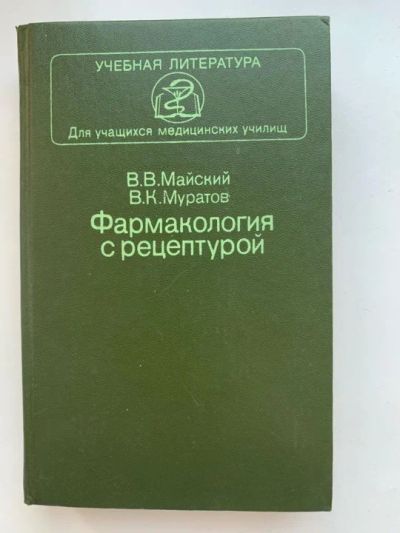 УЧЕБНАЯ ЛИТЕРАТУРА
Для учащихся медицинских училищ
В.В.Майский
В.К.Муратов
Фармакология
с рецептурой